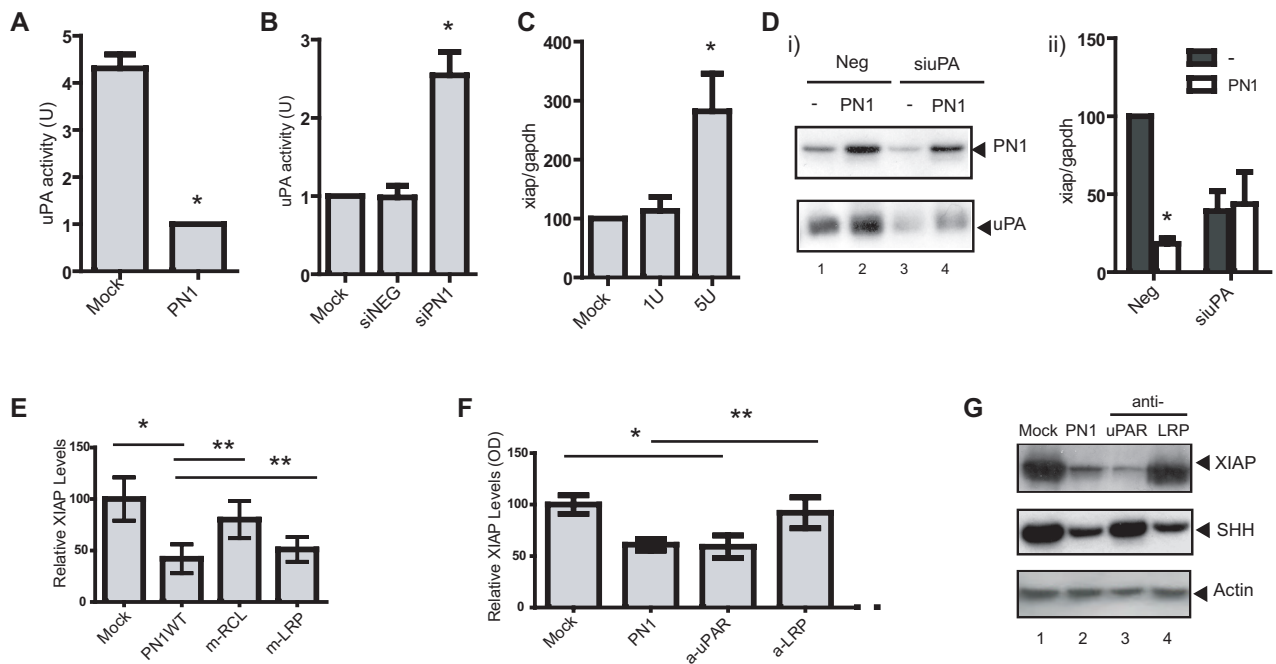 A
uPA activity (U)
5
4
3
2
1
0
Mock
PN1
*
B
uPA activity (U)
3
2
1
0
Mock
siNEG
siPN1
*
C
xiap/gapdh
400
300
200
100
0
Mock
1U
5U
*
D
i)
Neg
siuPA
- PN1 - PN1
PN1
uPA
1 2 3 4
ii)
xiap/gapdh
150
100
50
0
-
PN1
*
Neg
siuPA
E
Relative XIAP Levels
150
100
50
0
*
**
**
Mock
PN1WT
m-RCL
m-LRP
F
Relative XIAP Levels (OD)
150
100
50
0
*
**
Mock
PN1
a-uPAR
a-LRP
G
anti-
Mock PN1 uPAR LRP
XIAP
SHH
Actin
1 2 3 4